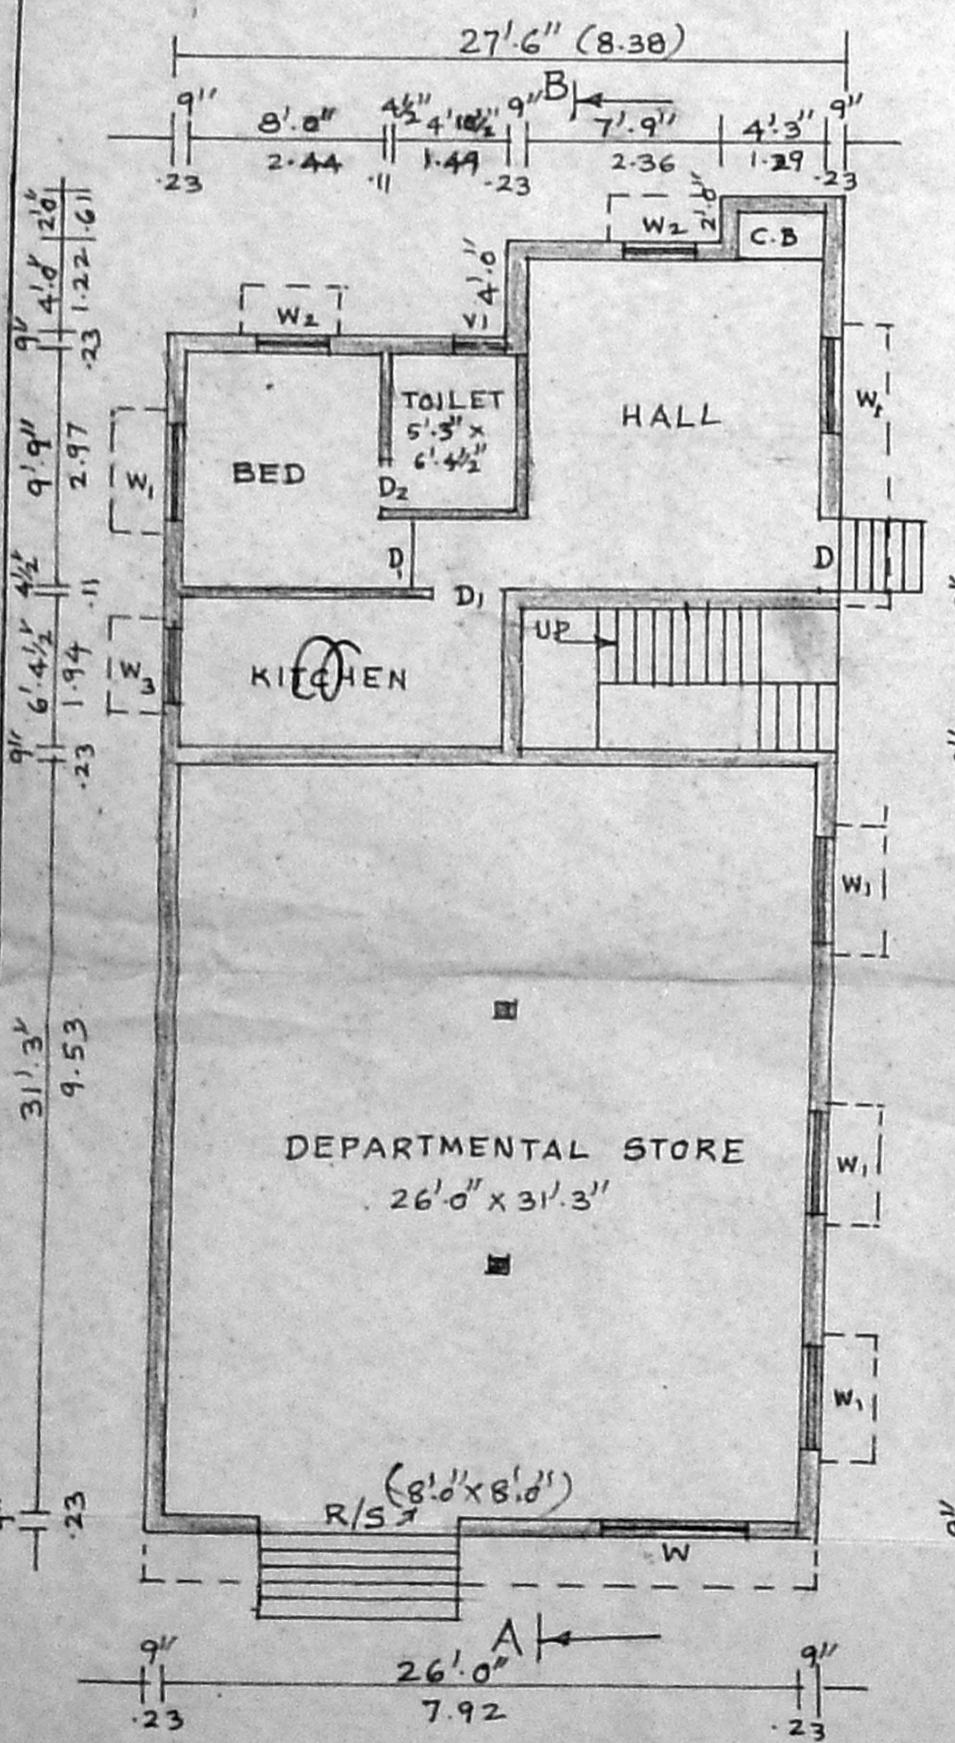 27'.6" (8.38)
B
9" 8'.0" 4½" 4'.10½" 9" 7'.9" 4'.3" 9"
.23 2.44 .11 1.49 .23 2.36 1.29 .23
2'.0" .61
4'.0" 1.22
9" .23
9'.9" 2.97
4½" .11
6'.4½" 1.94
9" .23
31'.3" 9.53
.23
W2 2'.0" C.B
4'.0"
W2 V1
TOILET
5'.3" x
6'.4½"
HALL W1
W1 BED D2
D1 D
D1
UP
W3 KITCHEN
W1
DEPARTMENTAL STORE
26'.0" x 31'.3"
W1
W1
(8'.0" x 8'.0")
R/S
W
A
9" 26'.0" 9"
.23 7.92 .23